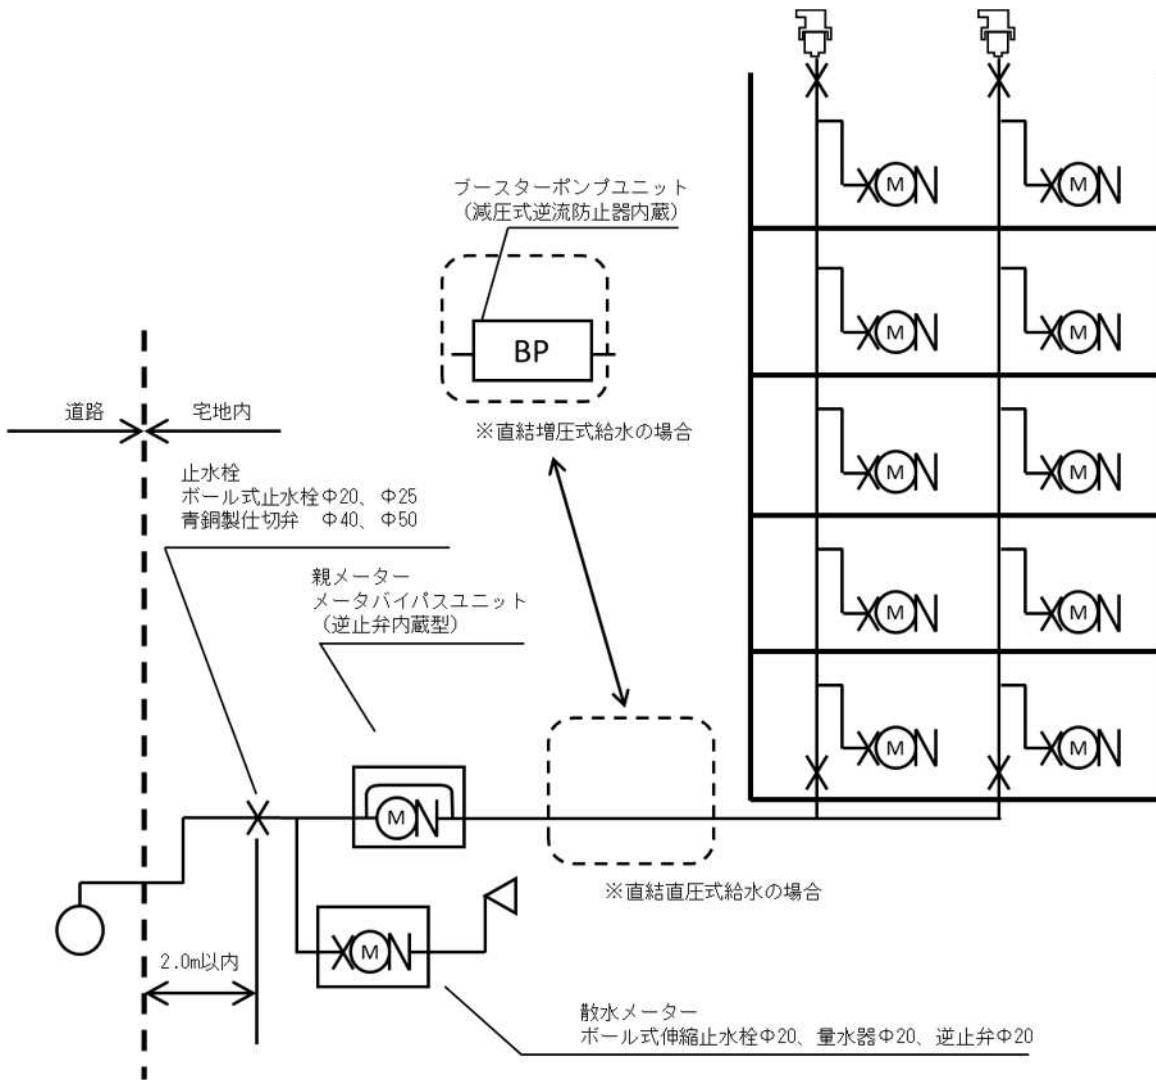 M N M N
ブースターポンプユニット
（減圧式逆流防止器内蔵）
M N M N
BP
道路 宅地内
※直結増圧式給水の場合
M N M N
止水栓
ボール式止水栓Φ20、Φ25
青銅製仕切弁 Φ40、Φ50
親メーター
メータバイパスユニット
（逆止弁内蔵型）
M N M N
M N M N
M N
※直結直圧式給水の場合
2.0m以内
M N
散水メーター
ボール式伸縮止水栓Φ20、量水器Φ20、逆止弁Φ20